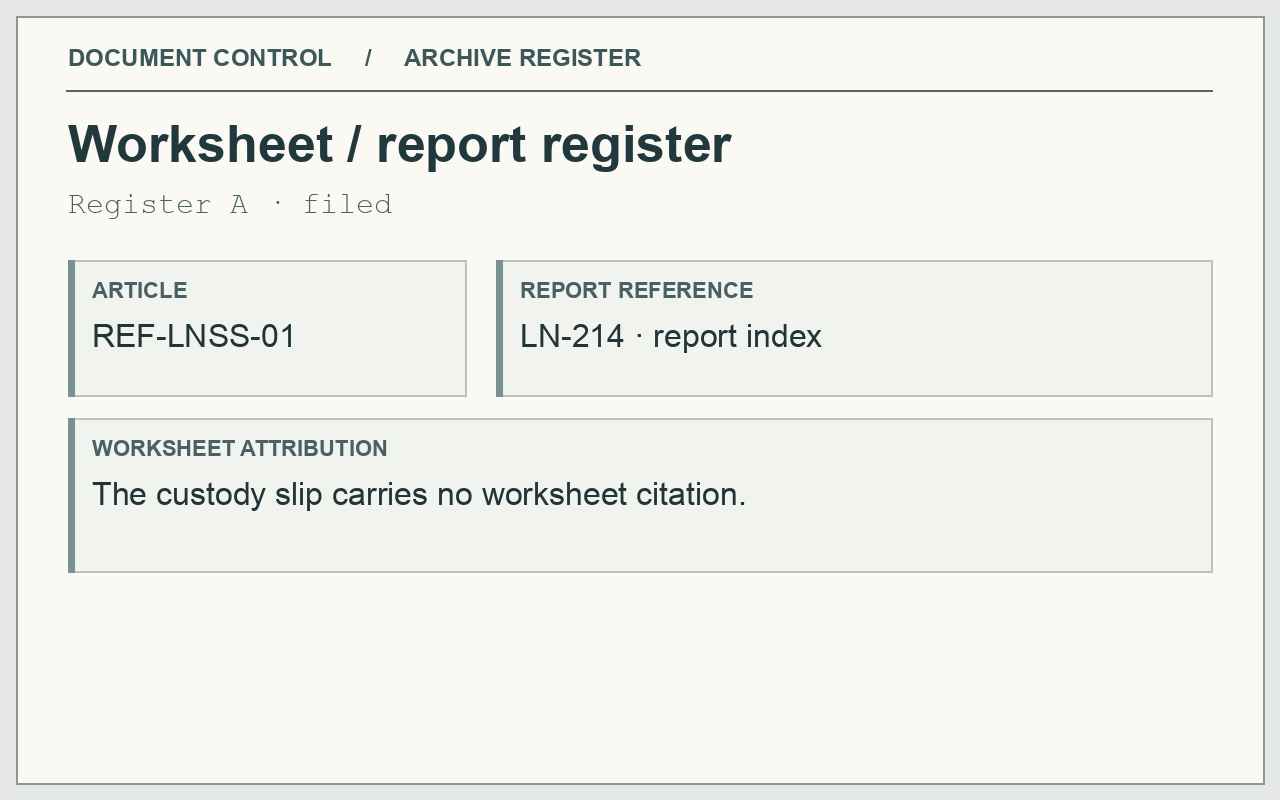 DOCUMENT CONTROL / ARCHIVE REGISTER
Worksheet / report register
Register A · filed
ARTICLE
REF-LNSS-01
REPORT REFERENCE
LN-214 · report index
WORKSHEET ATTRIBUTION
The custody slip carries no worksheet citation.